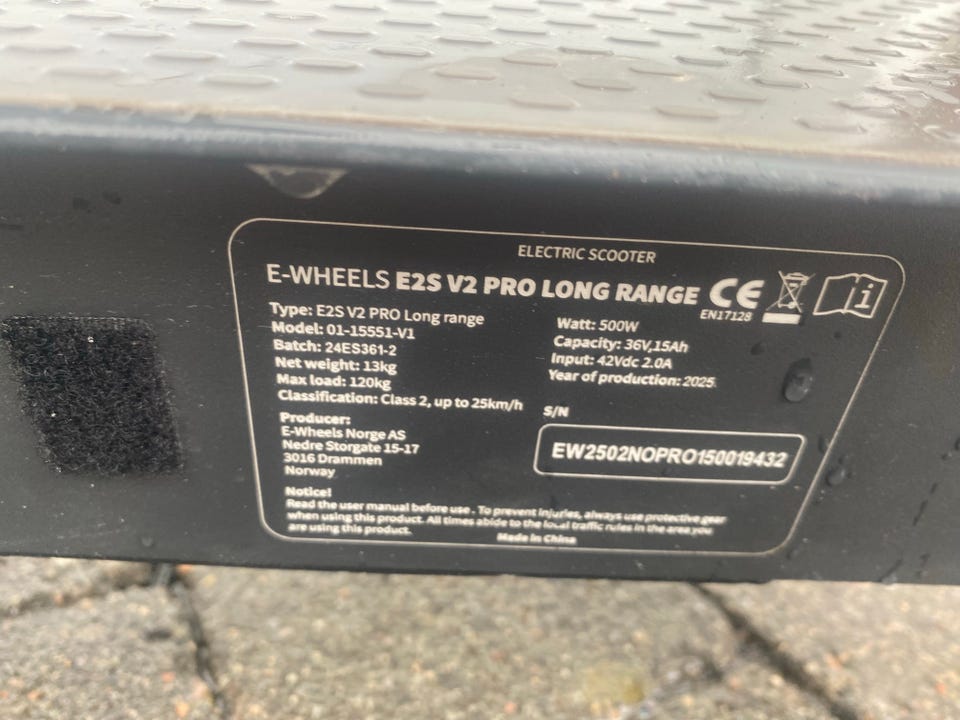 ELECTRIC SCOOTER
E-WHEELS E2S V2 PRO LONG RANGE CE
EN17128
Type: E2S V2 PRO Long range
Model: 01-15551-V1
Batch: 24ES361-2
Net weight: 13kg
Max load: 120kg
Classification: Class 2, up to 25km/h
Watt: 500W
Capacity: 36V,15Ah
Input: 42Vdc 2.0A
Year of production: 2025.
Producer:
E-Wheels Norge AS
Nedre Storgate 15-17
3016 Drammen
Norway
S/N
EW2502NOPRO150019432
Notice!
Read the user manual before use . To prevent injuries, always use protective gear
when using this product. All times abide to the local traffic rules in the area you
are using this product.
Made in China